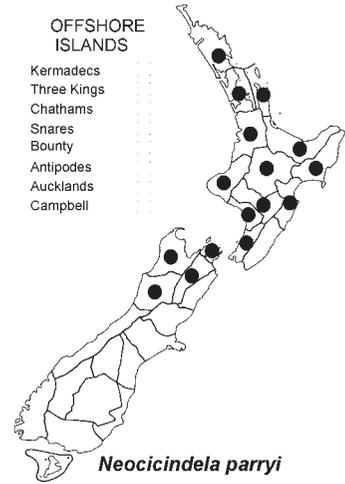 OFFSHORE
ISLANDS
Kermadecs
Three Kings
Chathams
Snares
Bounty
Antipodes
Aucklands
Campbell
Neocicindela parryi